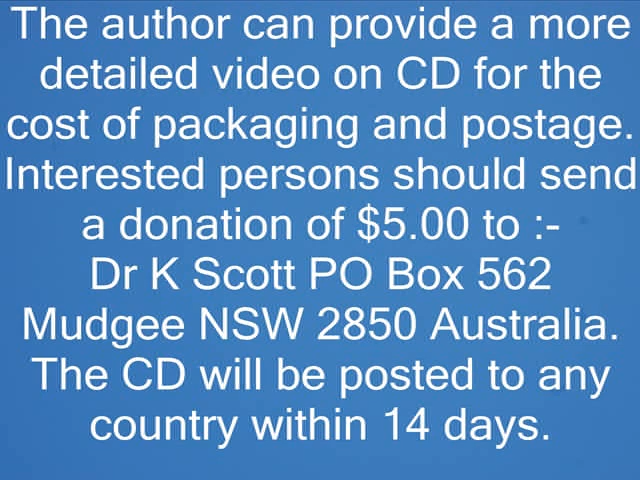 The author can provide a more
detailed video on CD for the
cost of packaging and postage.
Interested persons should send
a donation of $5.00 to :-
Dr K Scott PO Box 562
Mudgee NSW 2850 Australia.
The CD will be posted to any
country within 14 days.